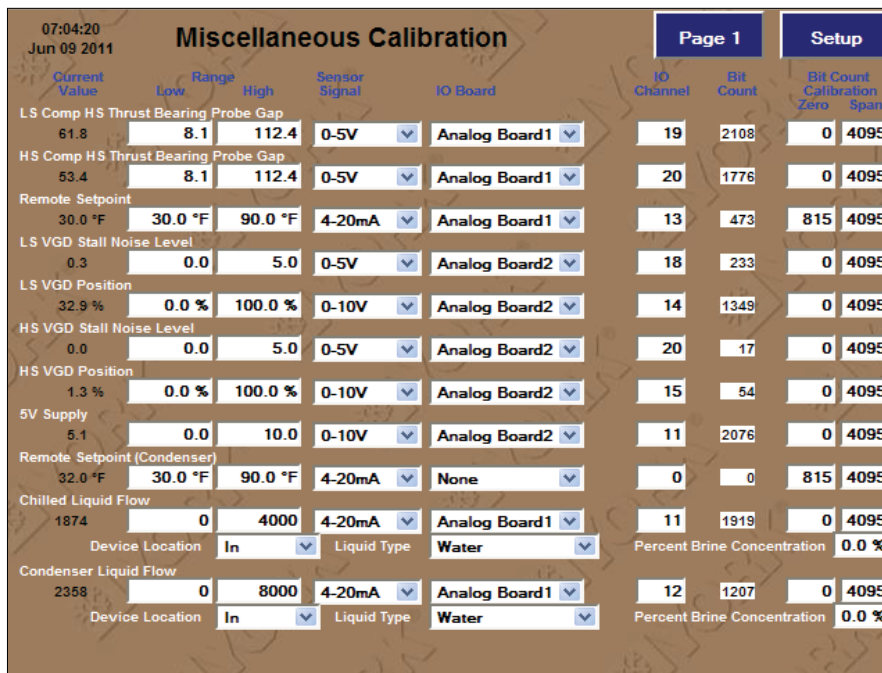 07:04:20
Jun 09 2011
Miscellaneous Calibration
Page 1
Setup
Current Value Range Low High Sensor Signal IO Board IO Channel Bit Count Bit Count Calibration Zero Span
LS Comp HS Thrust Bearing Probe Gap
61.8 8.1 112.4 0-5V Analog Board1 19 2108 0 4095
HS Comp HS Thrust Bearing Probe Gap
53.4 8.1 112.4 0-5V Analog Board1 20 1776 0 4095
Remote Setpoint
30.0 °F 30.0 °F 90.0 °F 4-20mA Analog Board1 13 473 815 4095
LS VGD Stall Noise Level
0.3 0.0 5.0 0-5V Analog Board2 18 233 0 4095
LS VGD Position
32.9 % 0.0 % 100.0 % 0-10V Analog Board2 14 1349 0 4095
HS VGD Stall Noise Level
0.0 0.0 5.0 0-5V Analog Board2 20 17 0 4095
HS VGD Position
1.3 % 0.0 % 100.0 % 0-10V Analog Board2 15 54 0 4095
5V Supply
5.1 0.0 10.0 0-10V Analog Board2 11 2076 0 4095
Remote Setpoint (Condenser)
32.0 °F 30.0 °F 90.0 °F 4-20mA None 0 0 815 4095
Chilled Liquid Flow
1874 0 4000 4-20mA Analog Board1 11 1919 0 4095
Device Location In Liquid Type Water Percent Brine Concentration 0.0 %
Condenser Liquid Flow
2358 0 8000 4-20mA Analog Board1 12 1207 0 4095
Device Location In Liquid Type Water Percent Brine Concentration 0.0 %